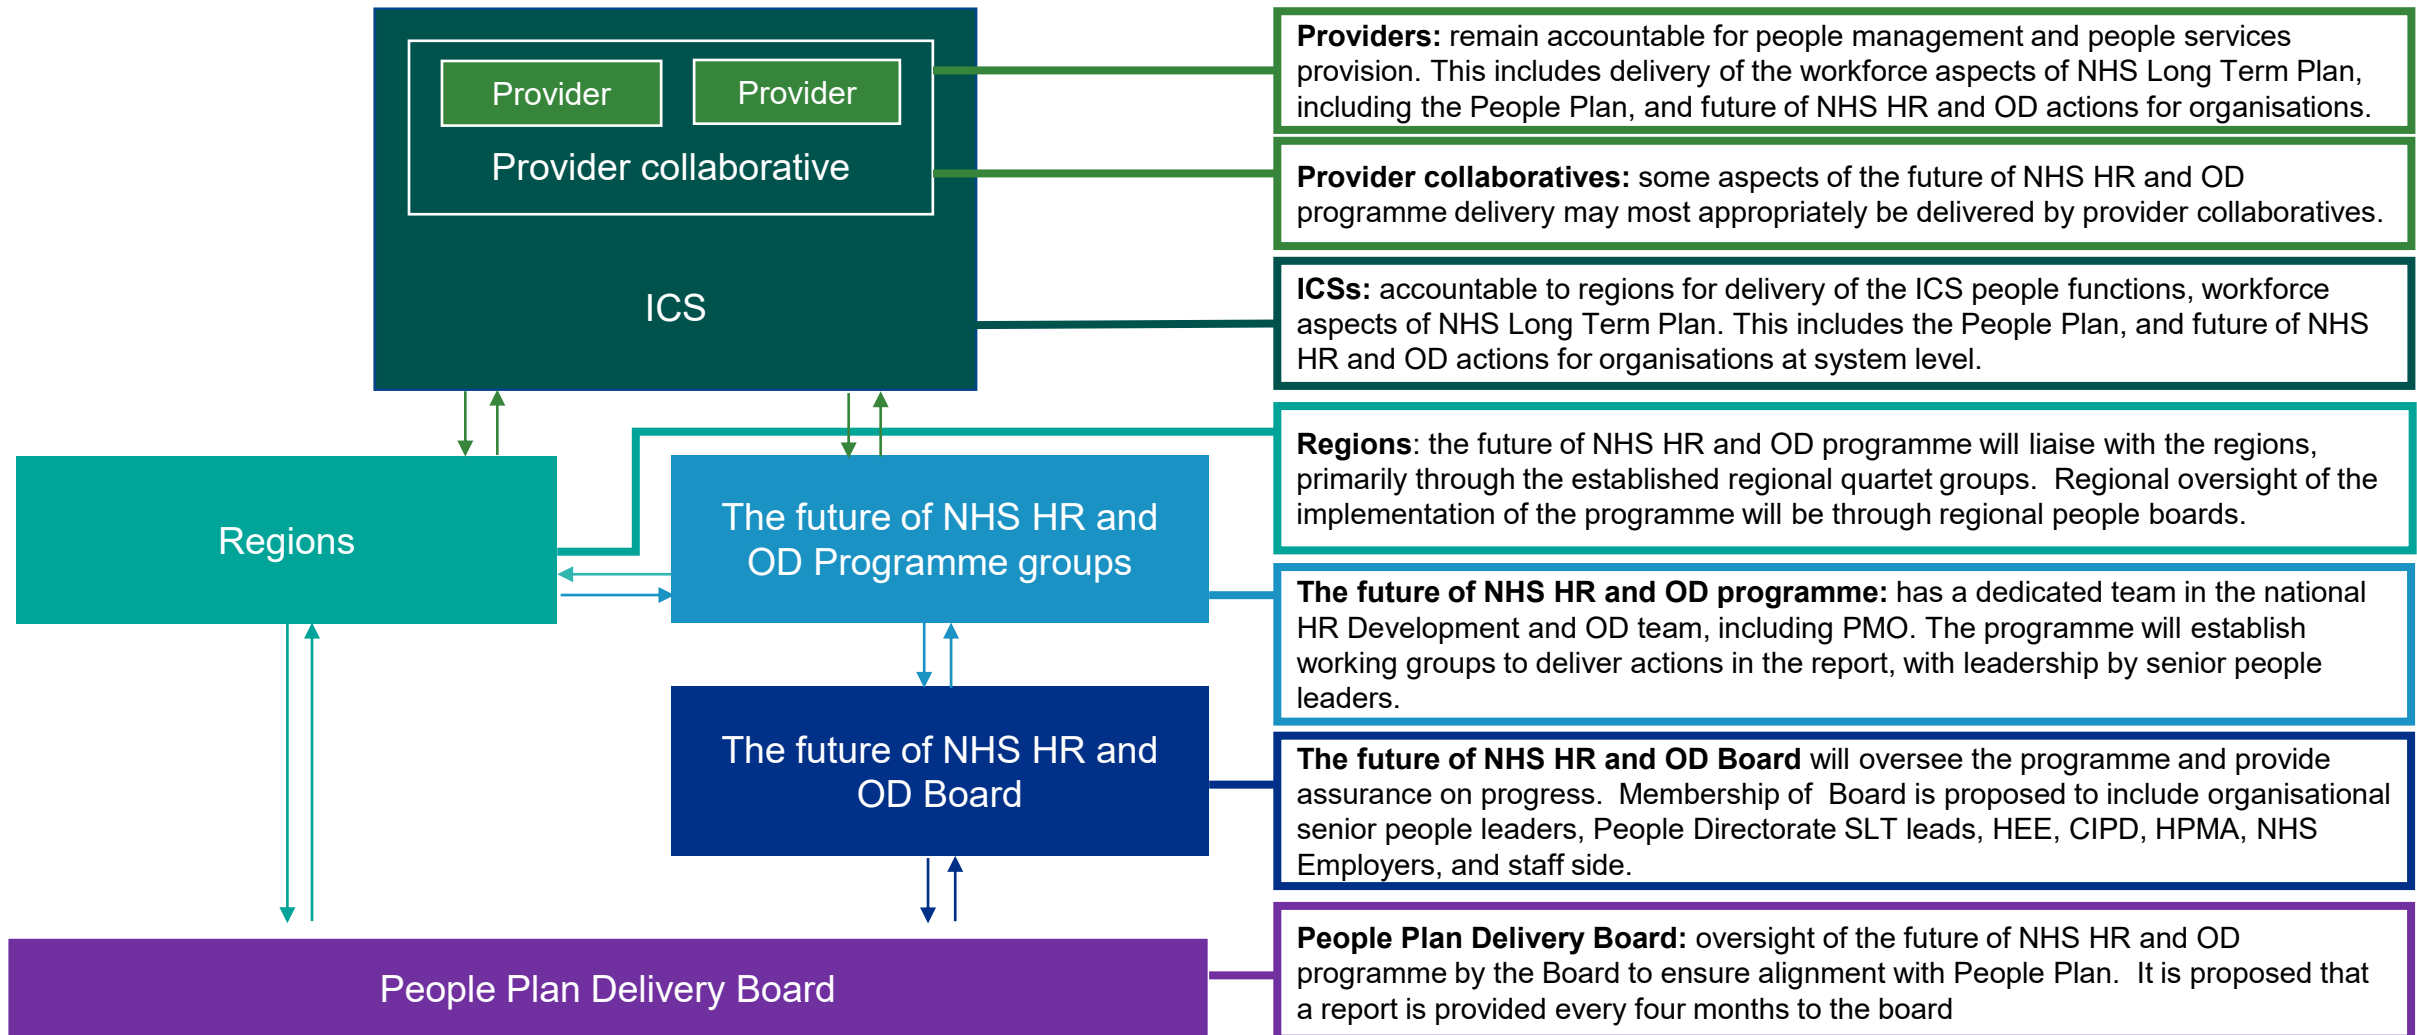 Provider
Provider
Provider collaborative
ICS
Regions
The future of NHS HR and
OD Programme groups
The future of NHS HR and
OD Board
People Plan Delivery Board
Providers: remain accountable for people management and people services
provision. This includes delivery of the workforce aspects of NHS Long Term Plan,
including the People Plan, and future of NHS HR and OD actions for organisations.
Provider collaboratives: some aspects of the future of NHS HR and OD
programme delivery may most appropriately be delivered by provider collaboratives.
ICSs: accountable to regions for delivery of the ICS people functions, workforce
aspects of NHS Long Term Plan. This includes the People Plan, and future of NHS
HR and OD actions for organisations at system level.
Regions: the future of NHS HR and OD programme will liaise with the regions,
primarily through the established regional quartet groups.  Regional oversight of the
implementation of the programme will be through regional people boards.
The future of NHS HR and OD programme: has a dedicated team in the national
HR Development and OD team, including PMO. The programme will establish
working groups to deliver actions in the report, with leadership by senior people
leaders.
The future of NHS HR and OD Board will oversee the programme and provide
assurance on progress.  Membership of  Board is proposed to include organisational
senior people leaders, People Directorate SLT leads, HEE, CIPD, HPMA, NHS
Employers, and staff side.
People Plan Delivery Board: oversight of the future of NHS HR and OD
programme by the Board to ensure alignment with People Plan.  It is proposed that
a report is provided every four months to the board